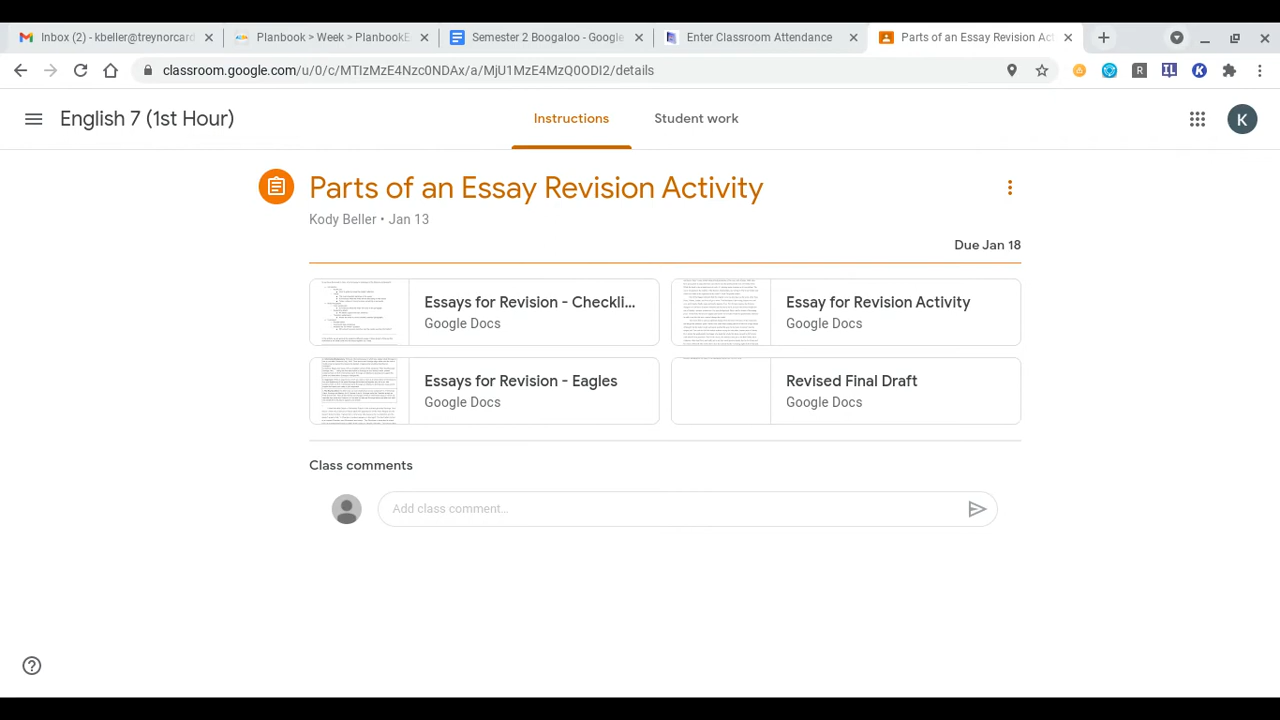 Inbox (2) - kbeller@treynorcard
Planbook > Week > PlanbookE
Semester 2 Boogaloo - Google
Enter Classroom Attendance
Parts of an Essay Revision Act
classroom.google.com/u/0/c/MTIzMzE4Nzc0NDAx/a/MjU1MzE4MzQ0ODI2/details
English 7 (1st Hour)
Instructions
Student work
K
Parts of an Essay Revision Activity
Kody Beller • Jan 13
Due Jan 18
Essays for Revision - Checkli...
Google Docs
Essay for Revision Activity
Google Docs
Essays for Revision - Eagles
Google Docs
Revised Final Draft
Google Docs
Class comments
Add class comment...